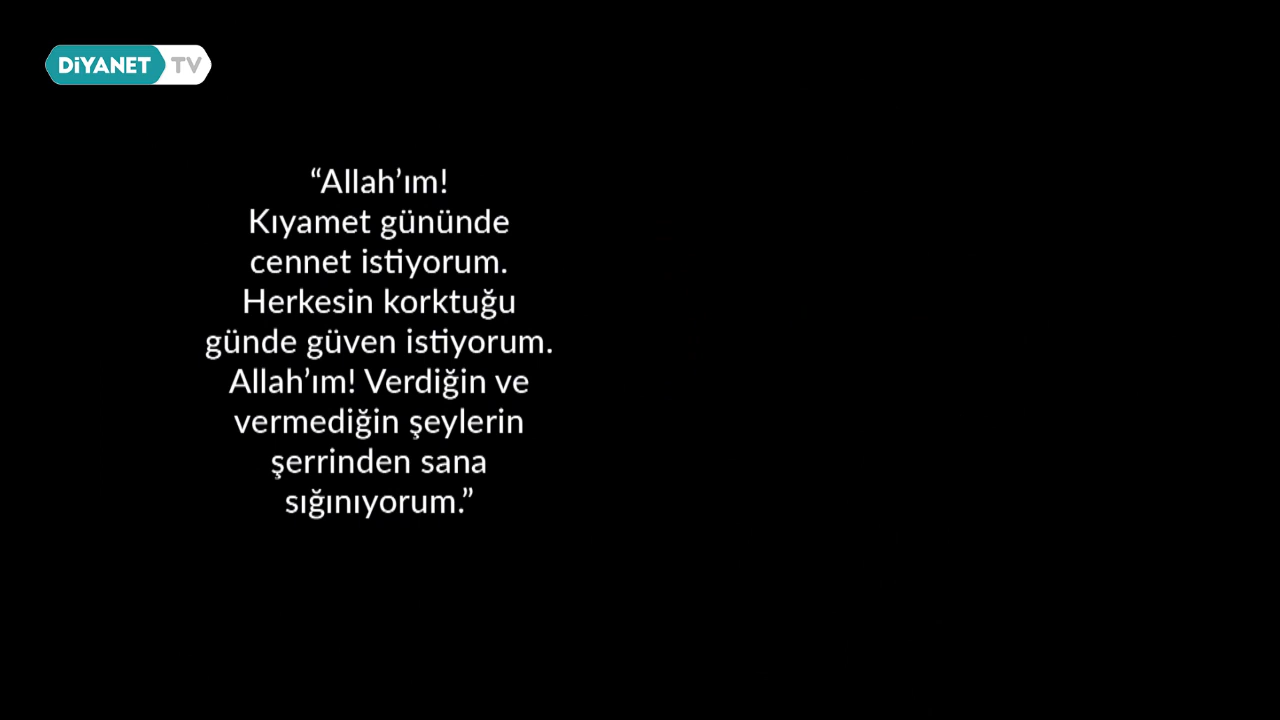 DİYANET TV
“Allah’ım!
Kıyamet gününde
cennet istiyorum.
Herkesin korktuğu
günde güven istiyorum.
Allah’ım! Verdiğin ve
vermediğin şeylerin
şerrinden sana
sığınıyorum.”